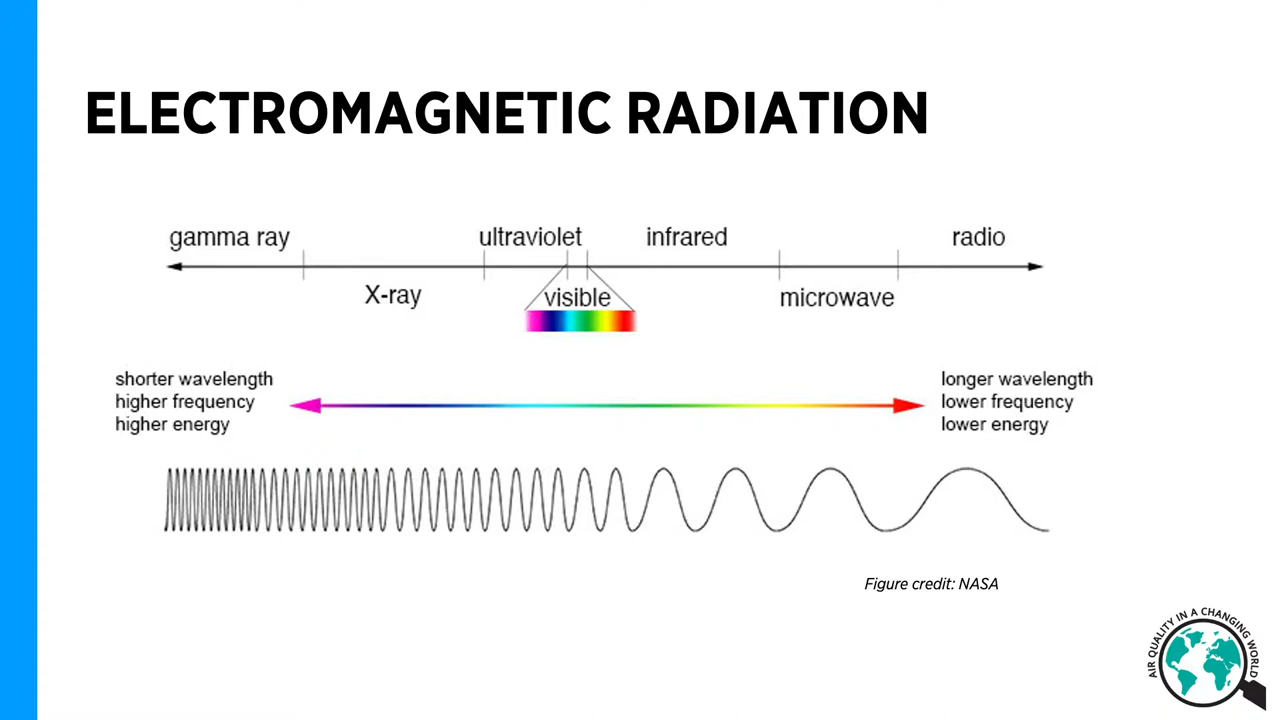 ELECTROMAGNETIC RADIATION
gamma ray
ultraviolet
infrared
radio
X-ray
visible
microwave
shorter wavelength
higher frequency
higher energy
longer wavelength
lower frequency
lower energy
Figure credit: NASA
AIR QUALITY IN A CHANGING WORLD